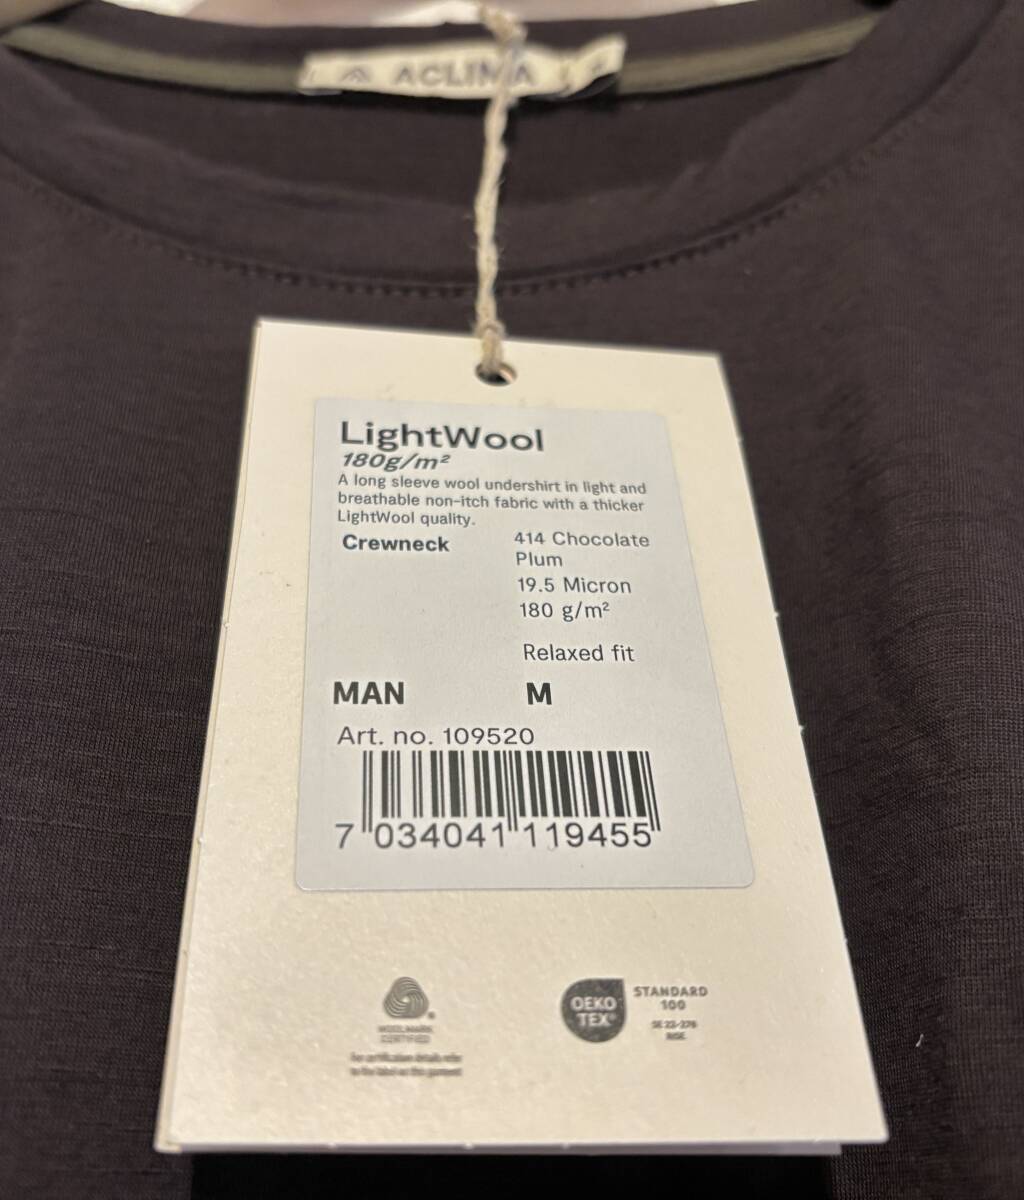 ACLIMA
LightWool
180g/m²
A long sleeve wool undershirt in light and
breathable non-itch fabric with a thicker
LightWool quality.
Crewneck
414 Chocolate
Plum
19.5 Micron
180 g/m²
Relaxed fit
MAN M
Art. no. 109520
7 034041 119455
WOOLMARK
CERTIFIED
For certification details refer
to the label on this garment
OEKO
TEX®
STANDARD
100
RISE